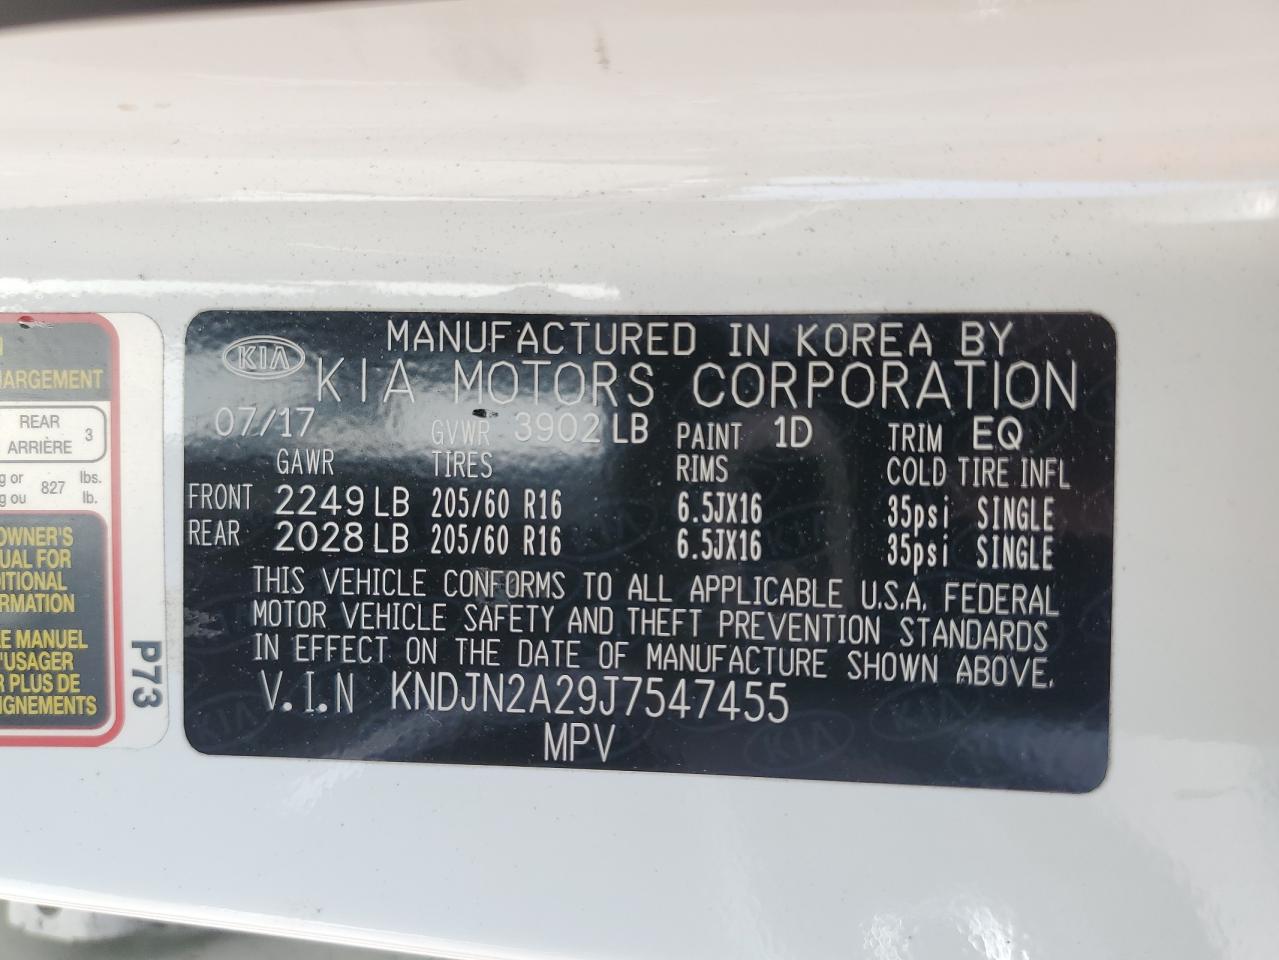 HARGEMENT
REAR
ARRIÈRE 3
g or 827 lbs.
g ou lb.
OWNER'S
UAL FOR
DITIONAL
RMATION
E MANUEL
'USAGER
R PLUS DE
IGNEMENTS
P73
KIA
MANUFACTURED IN KOREA BY
KIA MOTORS CORPORATION
07/17 GVWR 3902 LB PAINT 1D TRIM EQ
GAWR TIRES RIMS COLD TIRE INFL
FRONT 2249 LB 205/60 R16 6.5JX16 35psi SINGLE
REAR 2028 LB 205/60 R16 6.5JX16 35psi SINGLE
THIS VEHICLE CONFORMS TO ALL APPLICABLE U.S.A. FEDERAL
MOTOR VEHICLE SAFETY AND THEFT PREVENTION STANDARDS
IN EFFECT ON THE DATE OF MANUFACTURE SHOWN ABOVE.
V.I.N KNDJN2A29J7547455
MPV